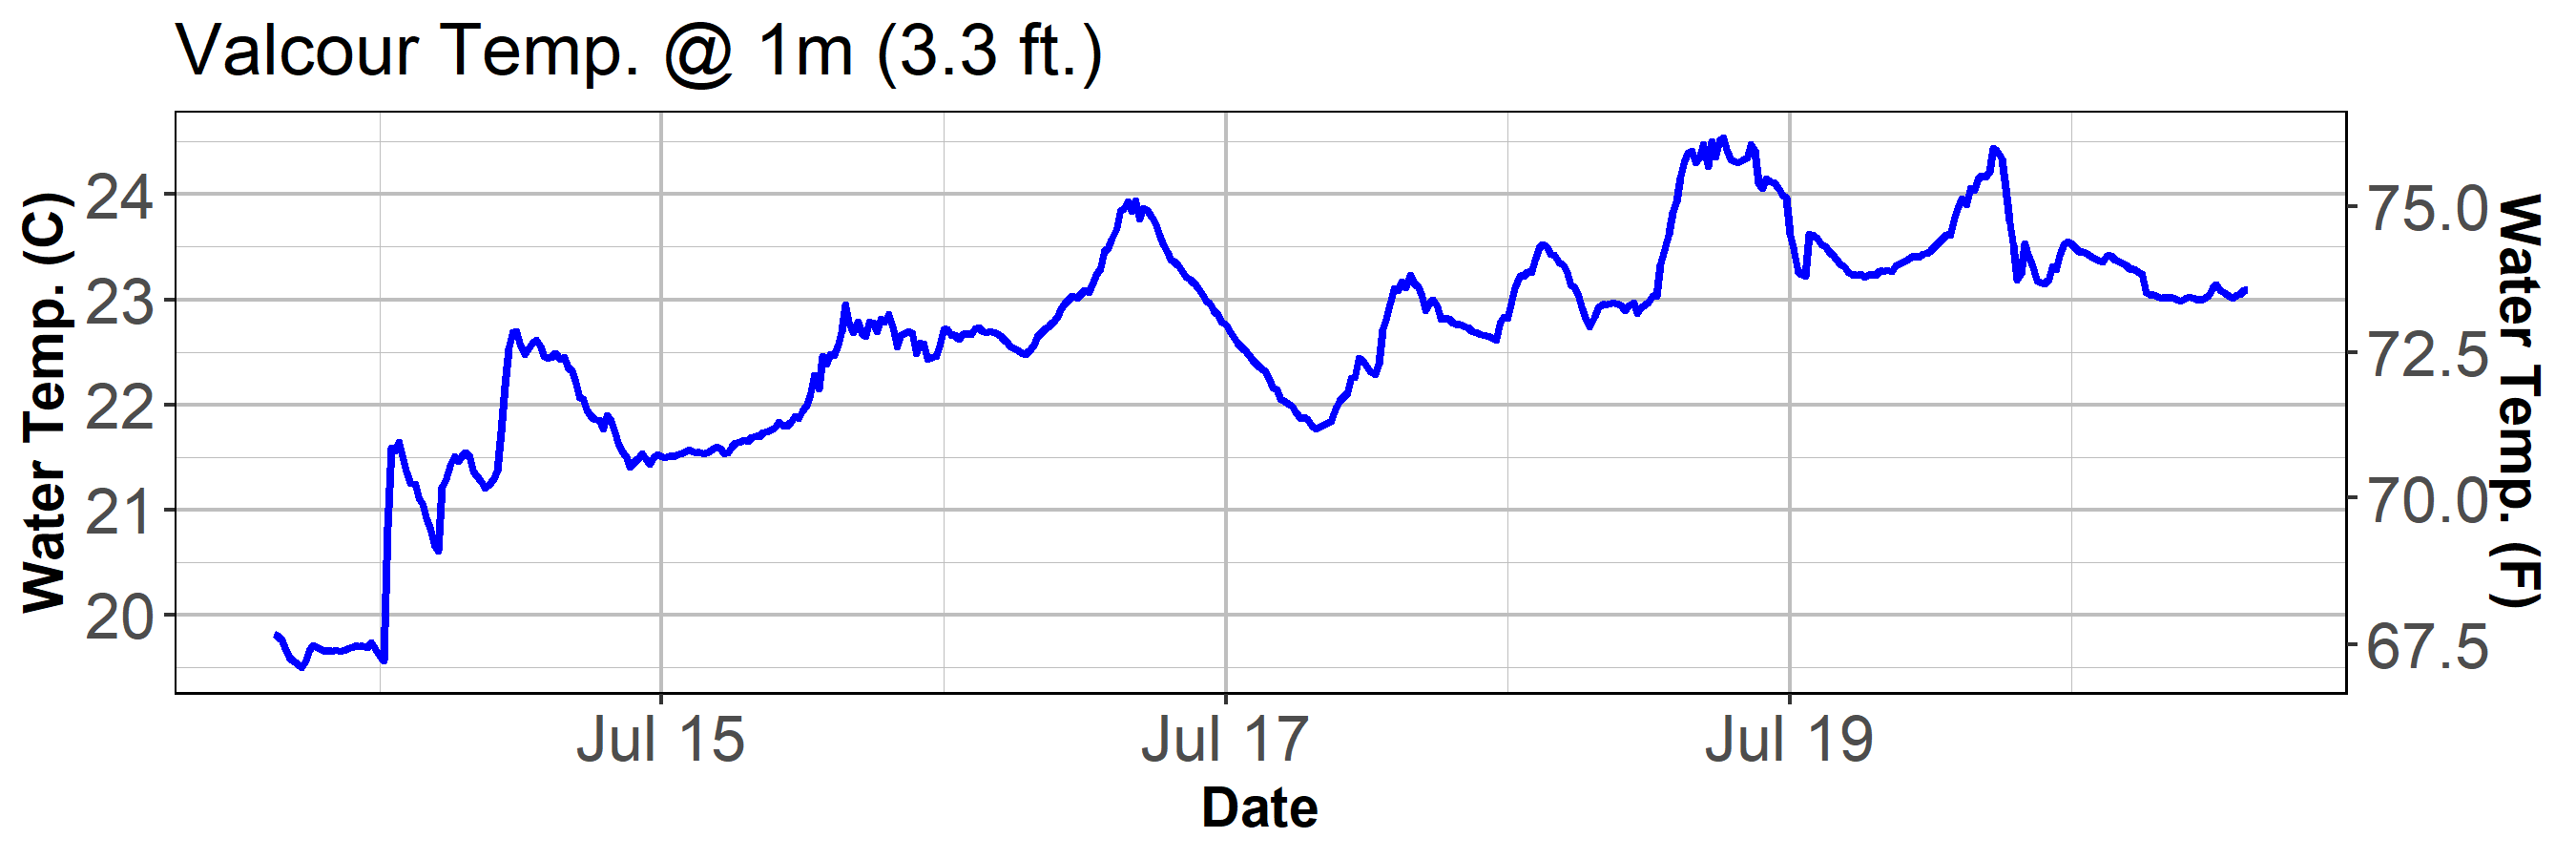 Valcour Temp. @ 1m (3.3 ft.)
Water Temp. (C)
24
23
22
21
20
75.0
72.5
70.0
67.5
Water Temp. (F)
Jul 15
Jul 17
Jul 19
Date